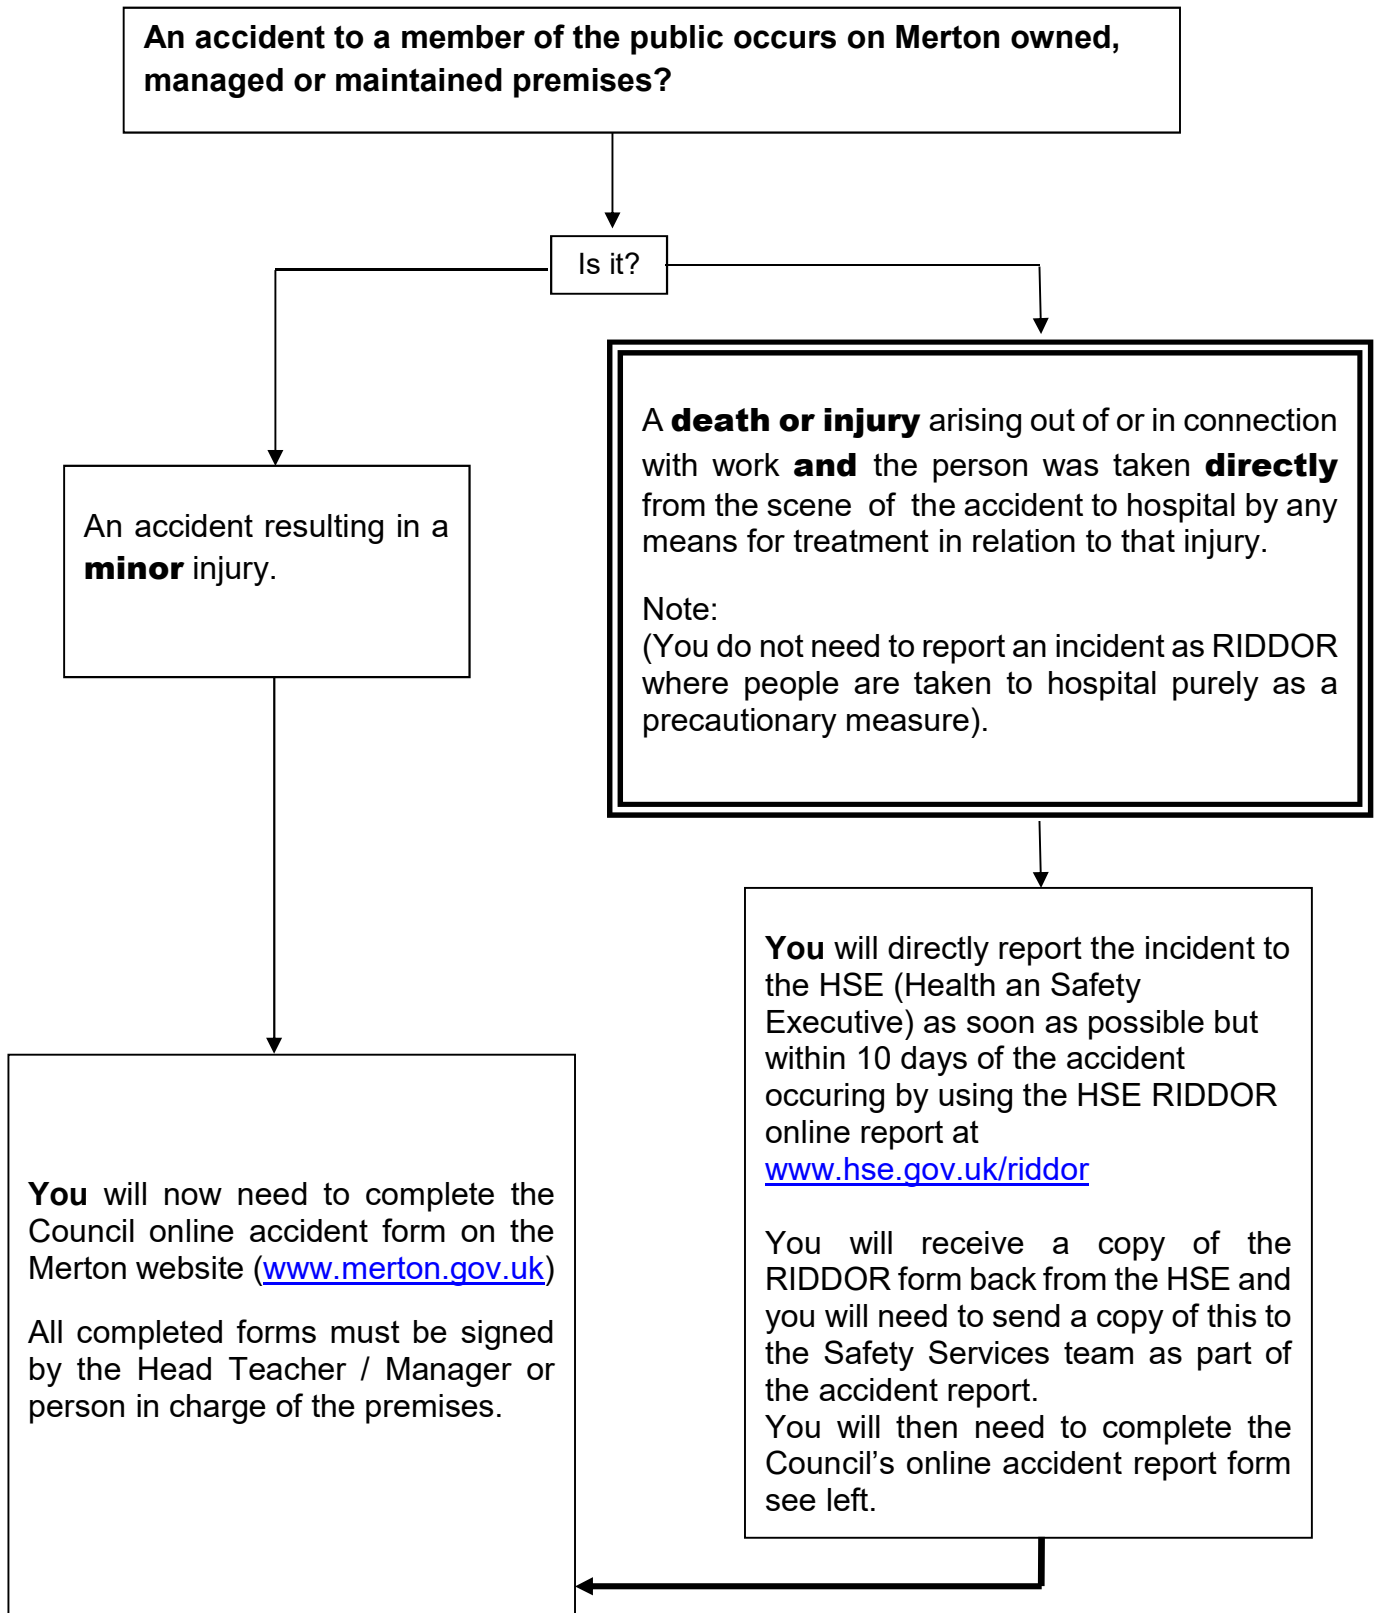 An accident to a member of the public occurs on Merton owned,
managed or maintained premises?
Is it?
An accident resulting in a
minor injury.
A death or injury arising out of or in connection
with work and the person was taken directly
from the scene of the accident to hospital by any
means for treatment in relation to that injury.
Note:
(You do not need to report an incident as RIDDOR
where people are taken to hospital purely as a
precautionary measure).
You will directly report the incident to
the HSE (Health an Safety
Executive) as soon as possible but
within 10 days of the accident
occuring by using the HSE RIDDOR
online report at
www.hse.gov.uk/riddor
You will receive a copy of the
RIDDOR form back from the HSE and
you will need to send a copy of this to
the Safety Services team as part of
the accident report.
You will then need to complete the
Council’s online accident report form
see left.
You will now need to complete the
Council online accident form on the
Merton website (www.merton.gov.uk)
All completed forms must be signed
by the Head Teacher / Manager or
person in charge of the premises.